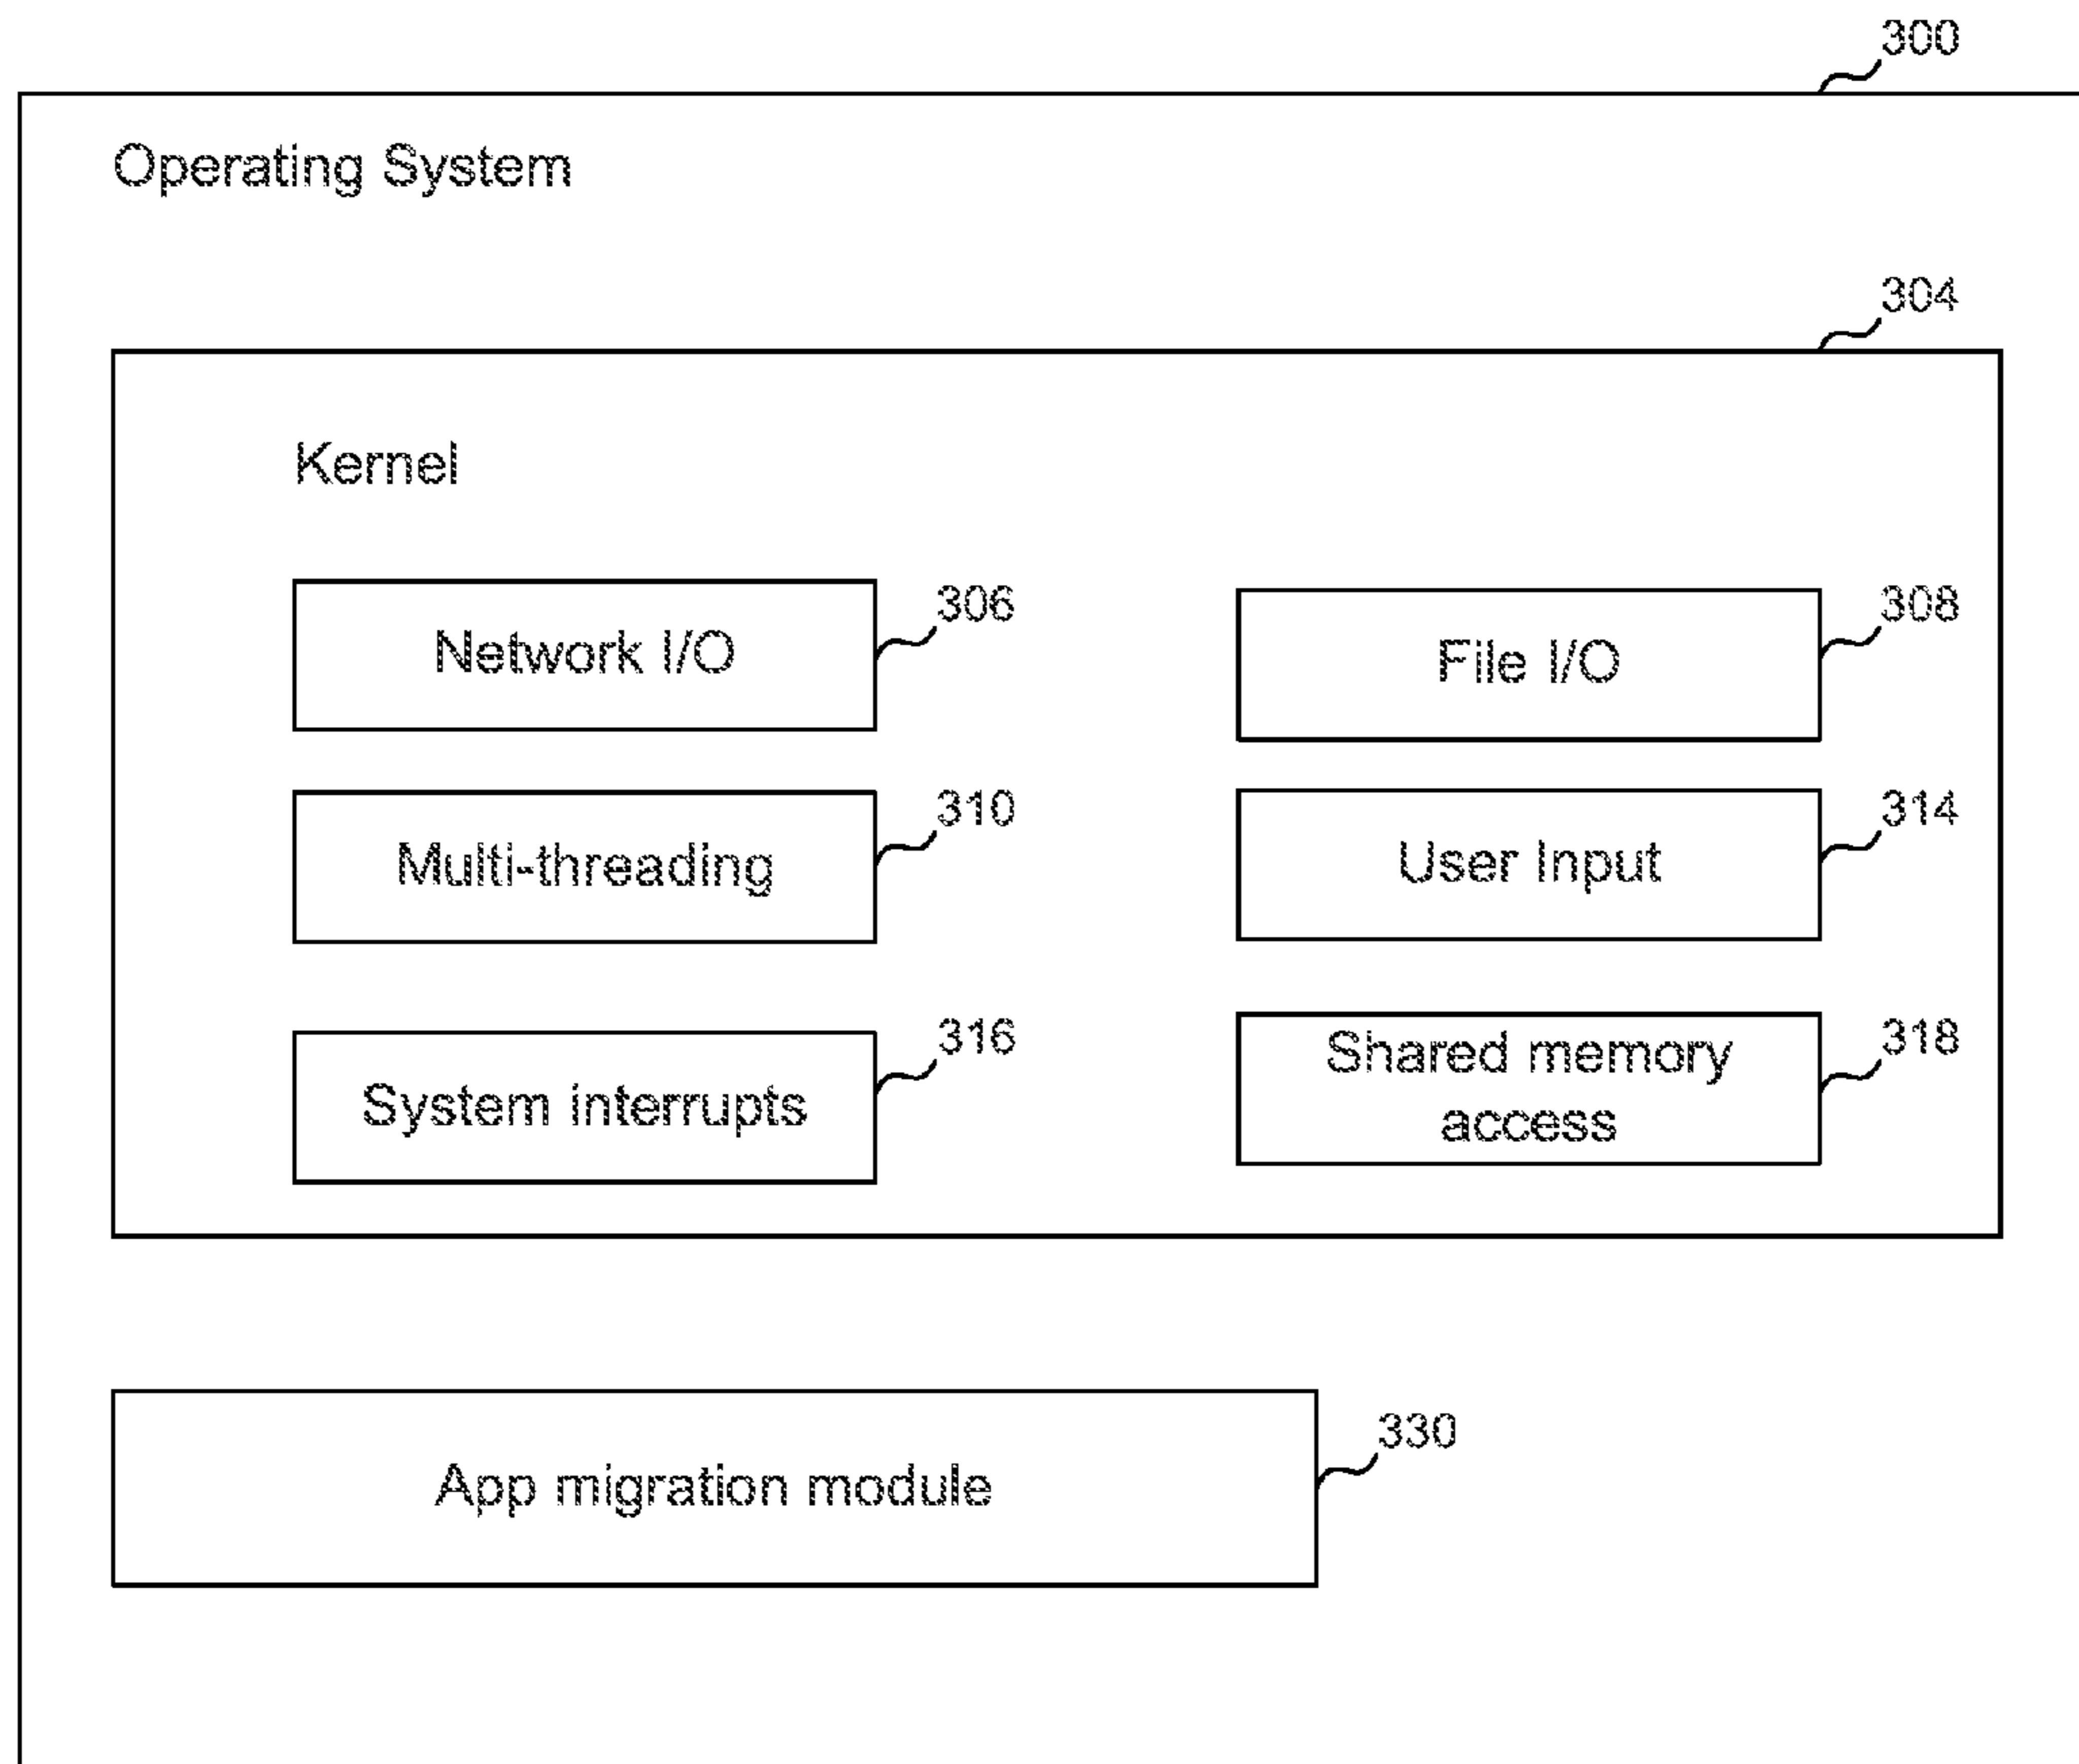 300
Operating System
304
Kernel
Network I/O
306
File I/O
308
Multi-threading
310
User Input
314
System interrupts
316
Shared memory
access
318
App migration module
330